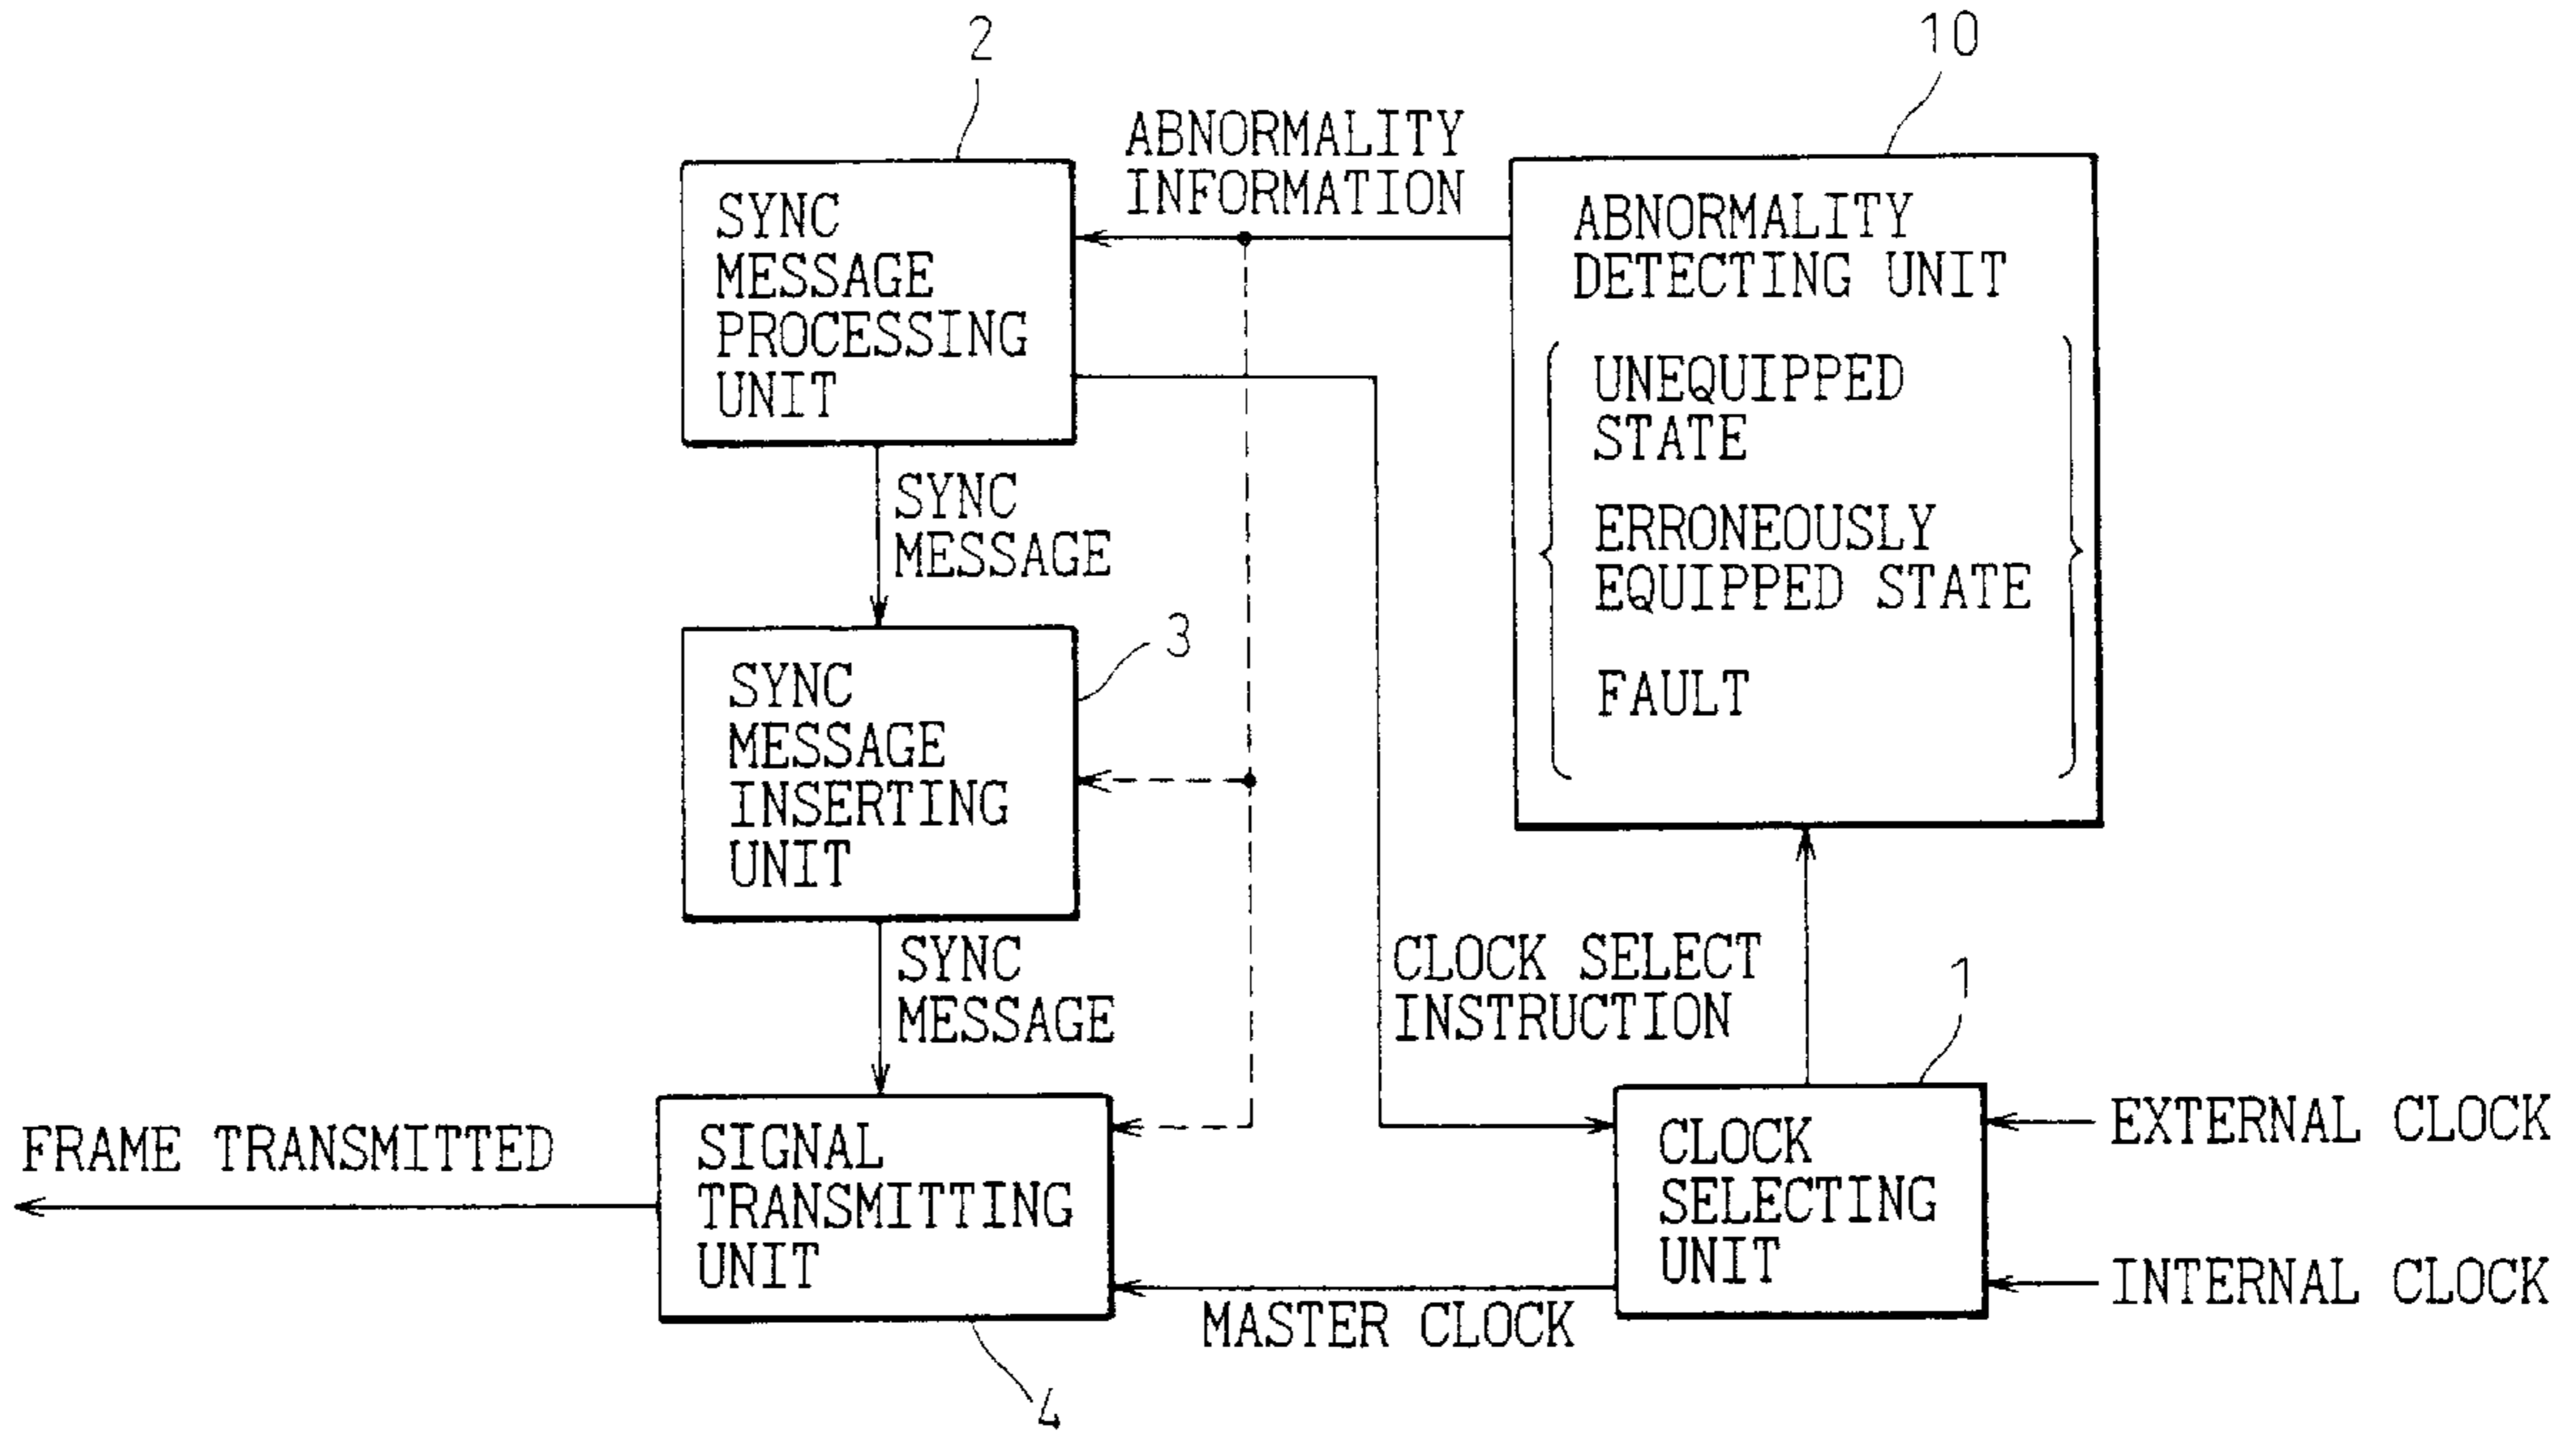 2
10
ABNORMALITY
INFORMATION
SYNC
MESSAGE
PROCESSING
UNIT
ABNORMALITY
DETECTING UNIT
UNEQUIPPED
STATE
ERRONEOUSLY
EQUIPPED STATE
FAULT
SYNC
MESSAGE
3
SYNC
MESSAGE
INSERTING
UNIT
SYNC
MESSAGE
CLOCK SELECT
INSTRUCTION
1
FRAME TRANSMITTED
SIGNAL
TRANSMITTING
UNIT
CLOCK
SELECTING
UNIT
EXTERNAL CLOCK
INTERNAL CLOCK
MASTER CLOCK
4